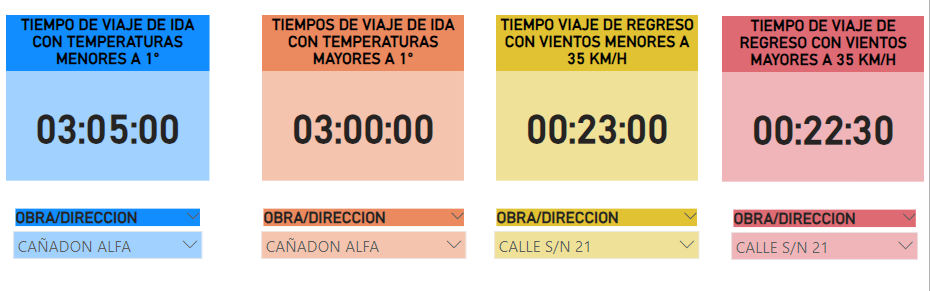 TIEMPO DE VIAJE DE IDA
CON TEMPERATURAS
MENORES A 1°
03:05:00
OBRA/DIRECCION
CAÑADON ALFA
TIEMPOS DE VIAJE DE IDA
CON TEMPERATURAS
MAYORES A 1°
03:00:00
OBRA/DIRECCION
CAÑADON ALFA
TIEMPO VIAJE DE REGRESO
CON VIENTOS MENORES A
35 KM/H
00:23:00
OBRA/DIRECCION
CALLE S/N 21
TIEMPO DE VIAJE DE
REGRESO CON VIENTOS
MAYORES A 35 KM/H
00:22:30
OBRA/DIRECCION
CALLE S/N 21